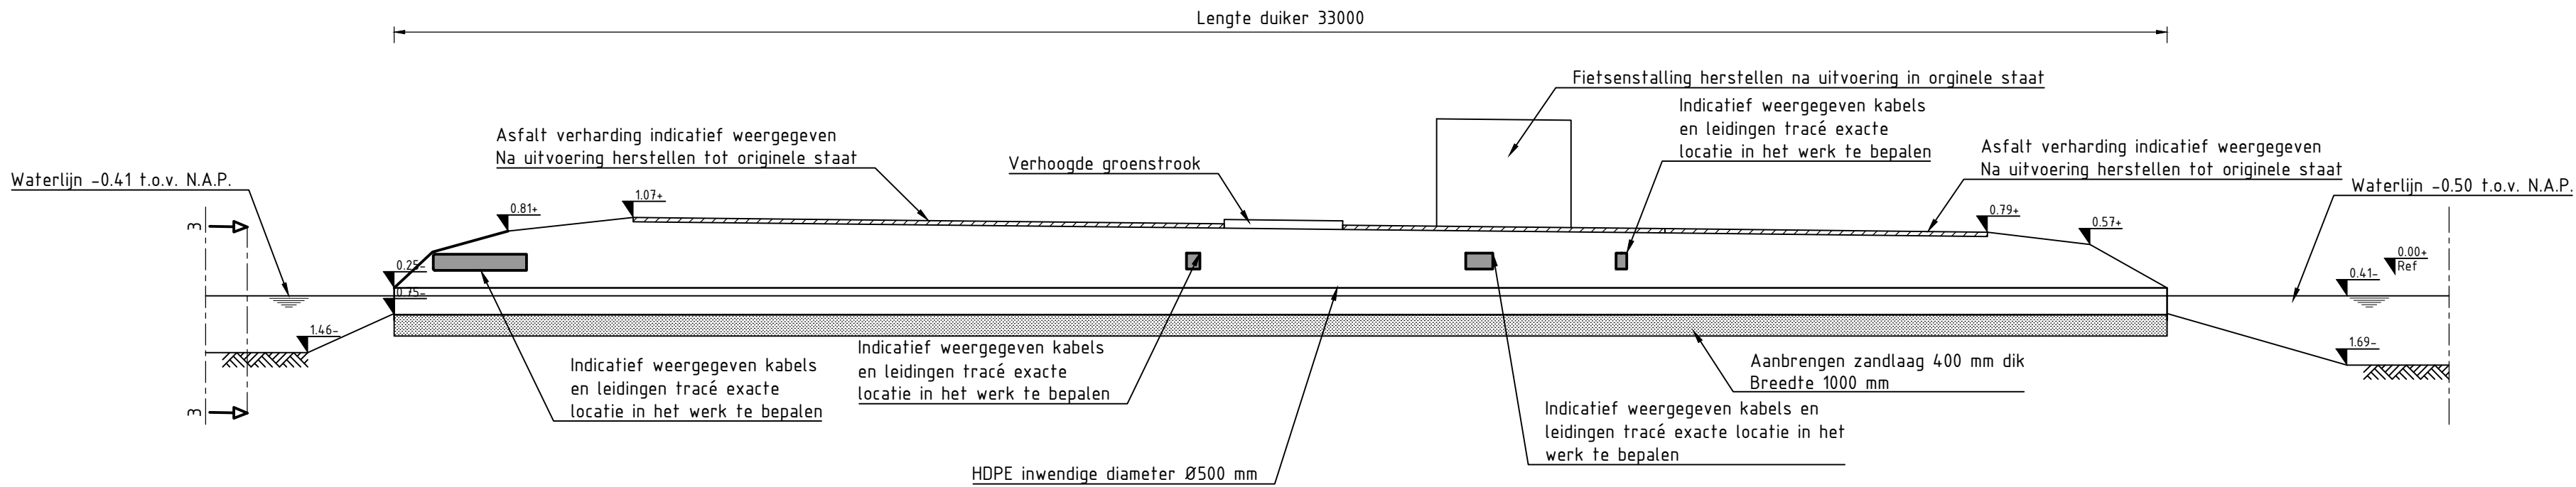 Lengte duiker 33000
Fietsenstalling herstellen na uitvoering in orginele staat
Indicatief weergegeven kabels
en leidingen tracé exacte
locatie in het werk te bepalen
Asfalt verharding indicatief weergegeven
Na uitvoering herstellen tot originele staat
Verhoogde groenstrook
Asfalt verharding indicatief weergegeven
Na uitvoering herstellen tot originele staat
Waterlijn -0.41 t.o.v. N.A.P.
Waterlijn -0.50 t.o.v. N.A.P.
3
0.81+
1.07+
0.79+
0.57+
0.00+
Ref
0.25-
0.75-
0.41-
1.46-
1.69-
3
Indicatief weergegeven kabels
en leidingen tracé exacte
locatie in het werk te bepalen
Indicatief weergegeven kabels
en leidingen tracé exacte
locatie in het werk te bepalen
Aanbrengen zandlaag 400 mm dik
Breedte 1000 mm
Indicatief weergegeven kabels en
leidingen tracé exacte locatie in het
werk te bepalen
HDPE inwendige diameter Ø500 mm